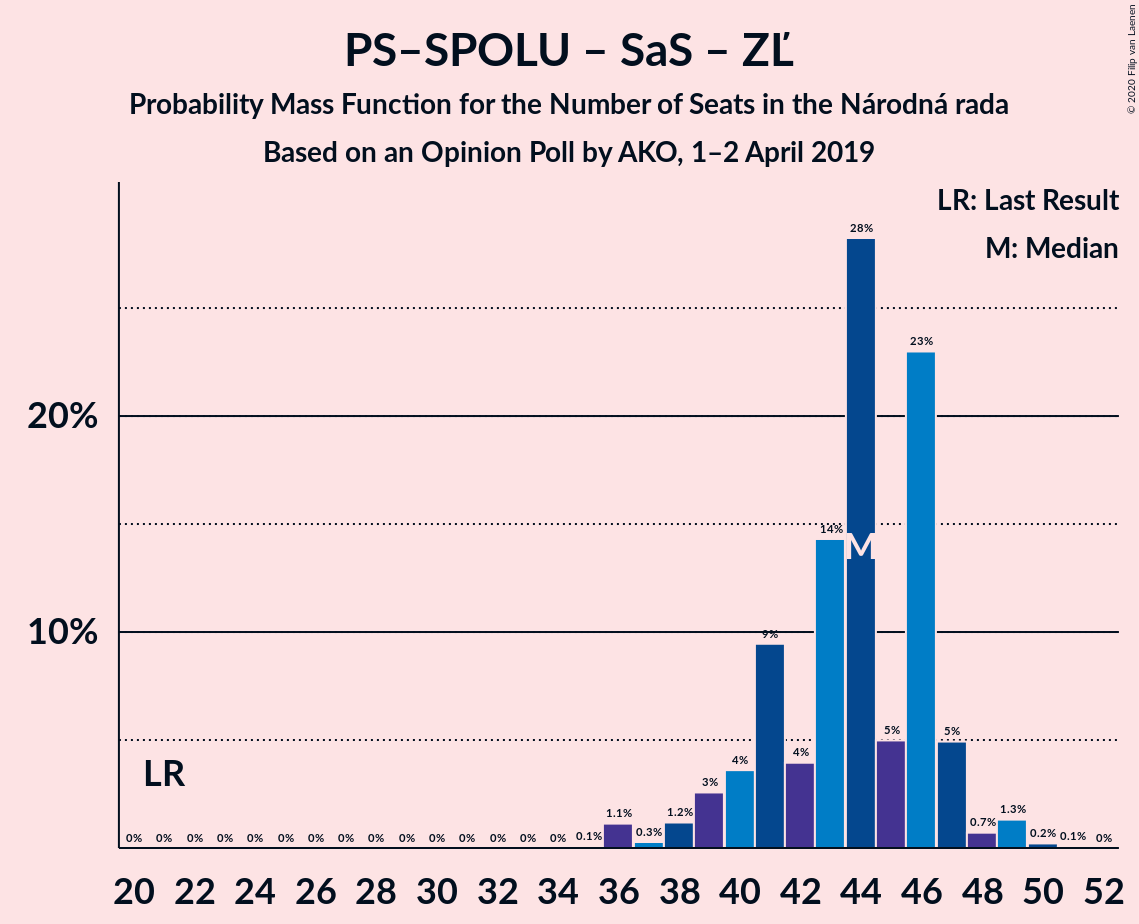 PS–SPOLU – SaS – ZĽ
Probability Mass Function for the Number of Seats in the Národná rada
Based on an Opinion Poll by AKO, 1–2 April 2019
© 2020 Filip van Laenen
LR: Last Result
M: Median
20%
10%
LR
M
0% 0% 0% 0% 0% 0% 0% 0% 0% 0% 0% 0% 0% 0% 0% 0.1% 1.1% 0.3% 1.2% 3% 4% 9% 4% 14% 28% 5% 23% 5% 0.7% 1.3% 0.2% 0.1% 0%
20 22 24 26 28 30 32 34 36 38 40 42 44 46 48 50 52